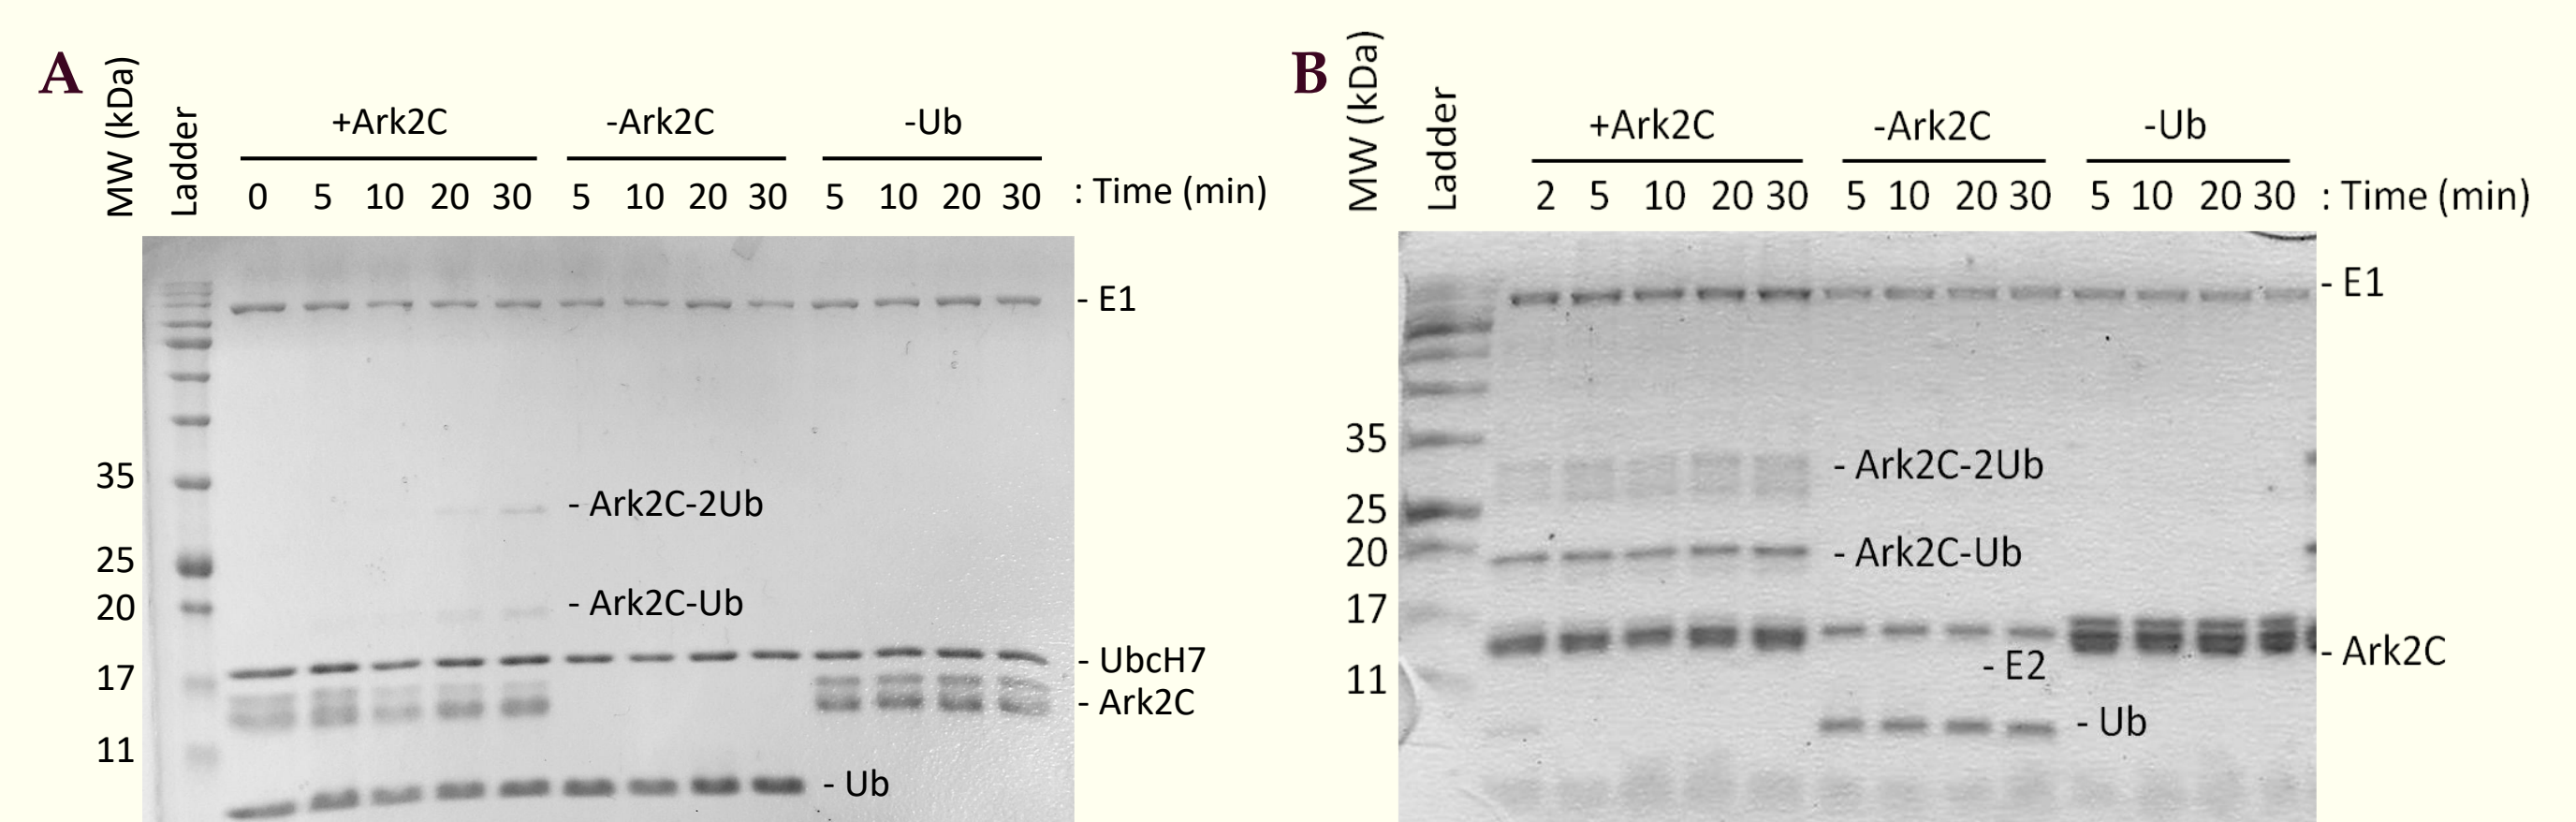 A
MW (kDa)
Ladder
+Ark2C -Ark2C -Ub
0 5 10 20 30 5 10 20 30 5 10 20 30 : Time (min)
- E1
35
- Ark2C-2Ub
25
20
- Ark2C-Ub
- UbcH7
17
- Ark2C
11
- Ub
B
MW (kDa)
Ladder
+Ark2C -Ark2C -Ub
2 5 10 20 30 5 10 20 30 5 10 20 30 : Time (min)
- E1
35
- Ark2C-2Ub
25
20
- Ark2C-Ub
17
- Ark2C
- E2
11
- Ub